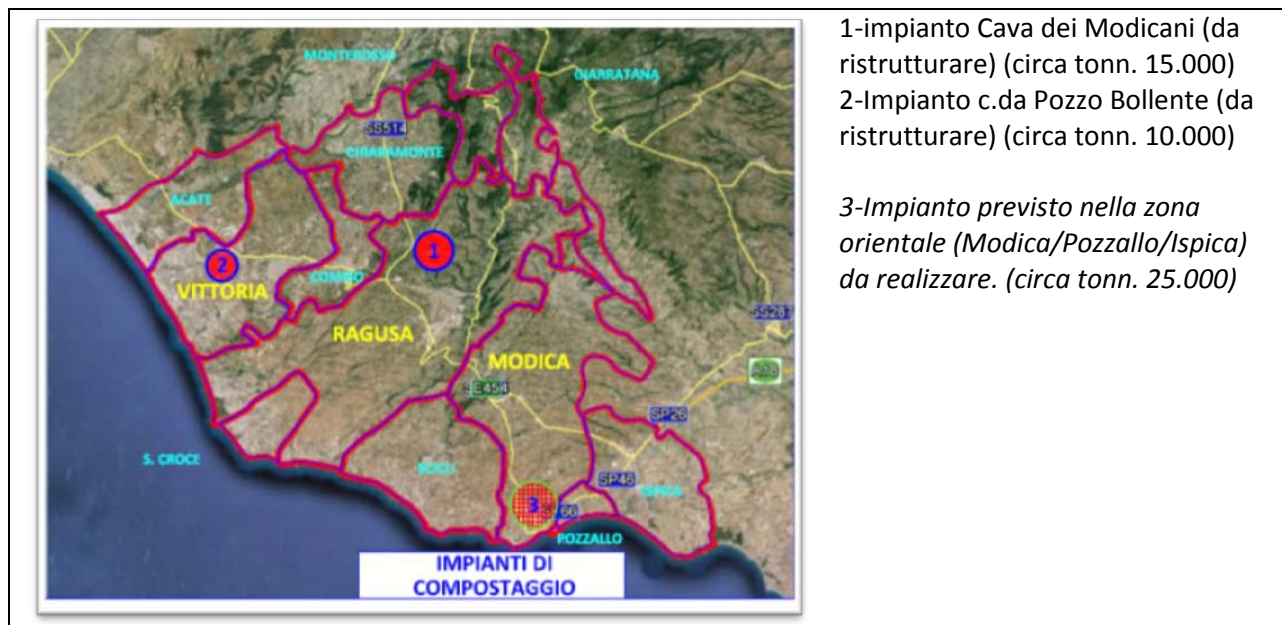 MONTEROSSO
GIARRATANA
SS514
CHIARAMONTE
ACATE
1
2
COMISO
VITTORIA
RAGUSA
MODICA
SS287
A18
E45
SP26
S. CROCE
SCICLI
SP45
ISPICA
3
66
POZZALLO
IMPIANTI DI
COMPOSTAGGIO
1-impianto Cava dei Modicani (da
ristrutturare) (circa tonn. 15.000)
2-Impianto c.da Pozzo Bollente (da
ristrutturare) (circa tonn. 10.000)
3-Impianto previsto nella zona
orientale (Modica/Pozzallo/Ispica)
da realizzare. (circa tonn. 25.000)